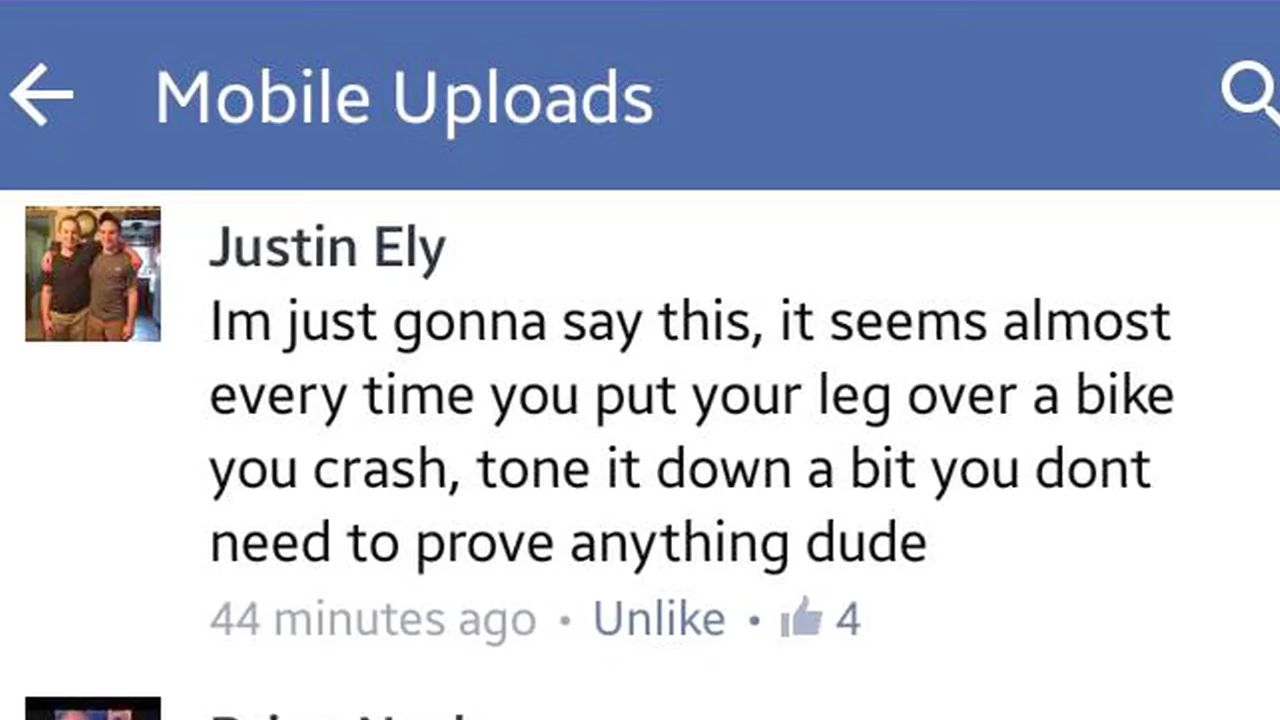 Mobile Uploads
Justin Ely
Im just gonna say this, it seems almost
every time you put your leg over a bike
you crash, tone it down a bit you dont
need to prove anything dude
44 minutes ago • Unlike • 4